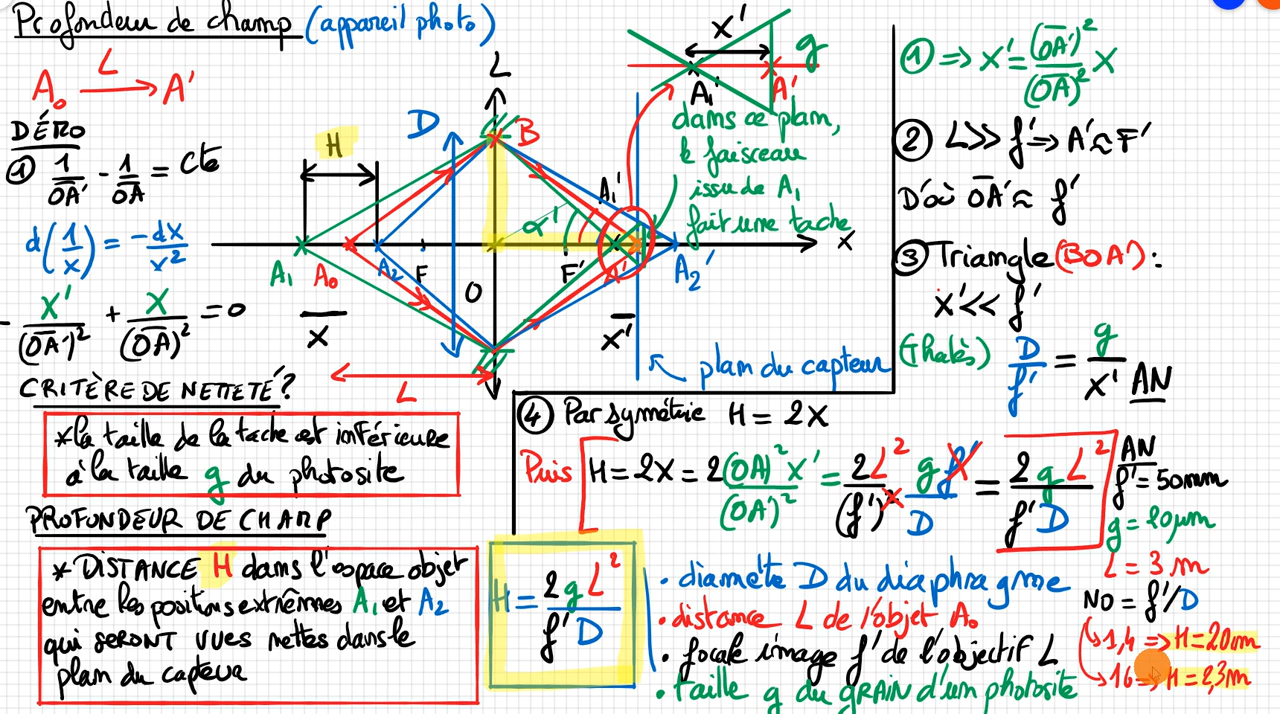 Profondeur de champ (appareil photo)
A₀ —L→ A'
DÉMO
① 1/OA' - 1/OA = Cte
d(1/x) = -dx/x²
- X'/(OA')² + X/(OA)² = 0
CRITÈRE DE NETTETÉ?
*la taille de la tache est inférieure
à la taille g du photosite
PROFONDEUR DE CHAMP
* DISTANCE H dans l'espace objet
entre les positions extrêmes A₁ et A₂
qui SERONT VUES nettes dans le
plan du capteur
H
D
L
B
α'
A₁'
A₁
A₀
A₂
F
O
F'
A'
A₂'
x
x
x'
L
plan du capteur
X'
g
A₁'
A'
dans ce plan,
le faisceau
issu de A₁
fait une tache
① ⇒ X' = (OA')²/(OA)² X
② L >> f' ⇒ A' ≈ F'
D'où OA' ≈ f'
③ Triangle (BOA') :
X' << f'
(Thalès) D/f' = g/X'
AN
④ Par symétrie H = 2X
Puis H = 2X = 2(OA)²X'/(OA')² = 2L²/(f')² g f'/D = 2gL²/f'D
H = 2gL²/f'D
• diamètre D du diaphragme
• distance L de l'objet A₀
• focale image f' de l'objectif L
• taille g du GRAIN d'un photosite
AN
f' = 50mm
g = 10μm
L = 3 m
NO = f'/D
↳ 1,4 ⇒ H = 20cm
↳ 16 ⇒ H = 2,3m